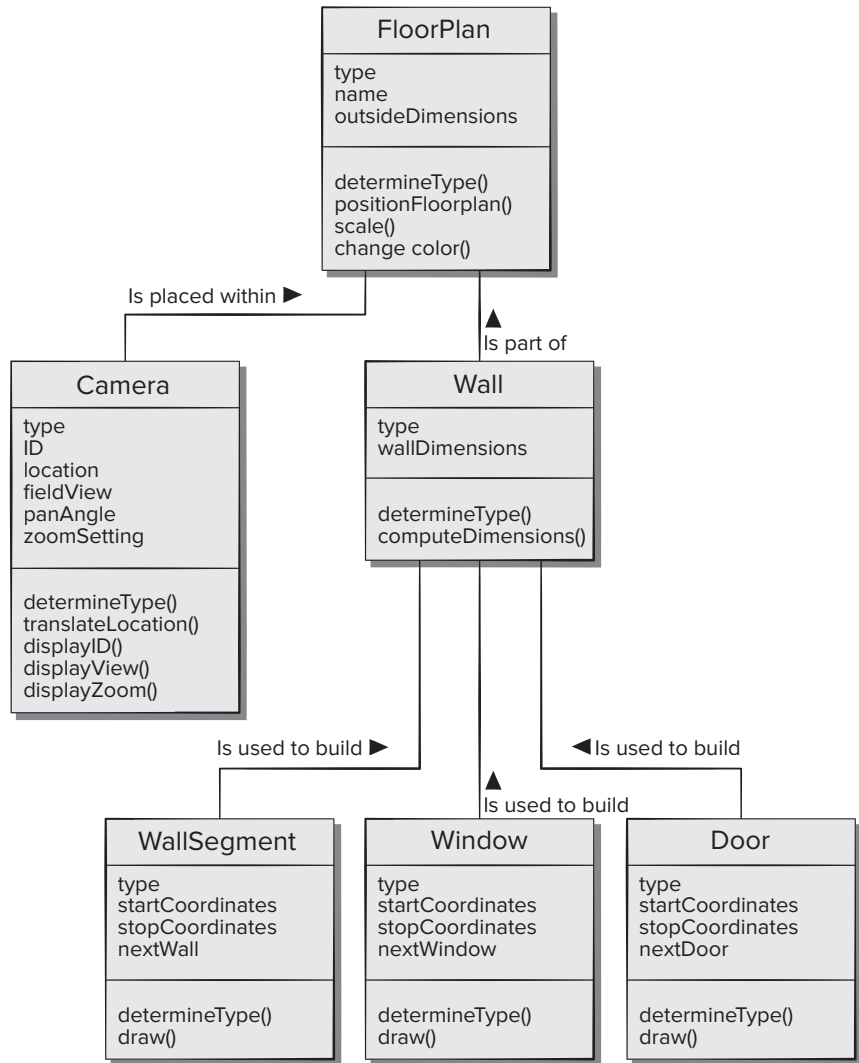 FloorPlan
type
name
outsideDimensions
determineType()
positionFloorplan()
scale()
change color()
Is placed within ►
▲
Is part of
Camera
type
ID
location
fieldView
panAngle
zoomSetting
determineType()
translateLocation()
displayID()
displayView()
displayZoom()
Wall
type
wallDimensions
determineType()
computeDimensions()
Is used to build ►
▲
Is used to build
◄ Is used to build
WallSegment
type
startCoordinates
stopCoordinates
nextWall
determineType()
draw()
Window
type
startCoordinates
stopCoordinates
nextWindow
determineType()
draw()
Door
type
startCoordinates
stopCoordinates
nextDoor
determineType()
draw()